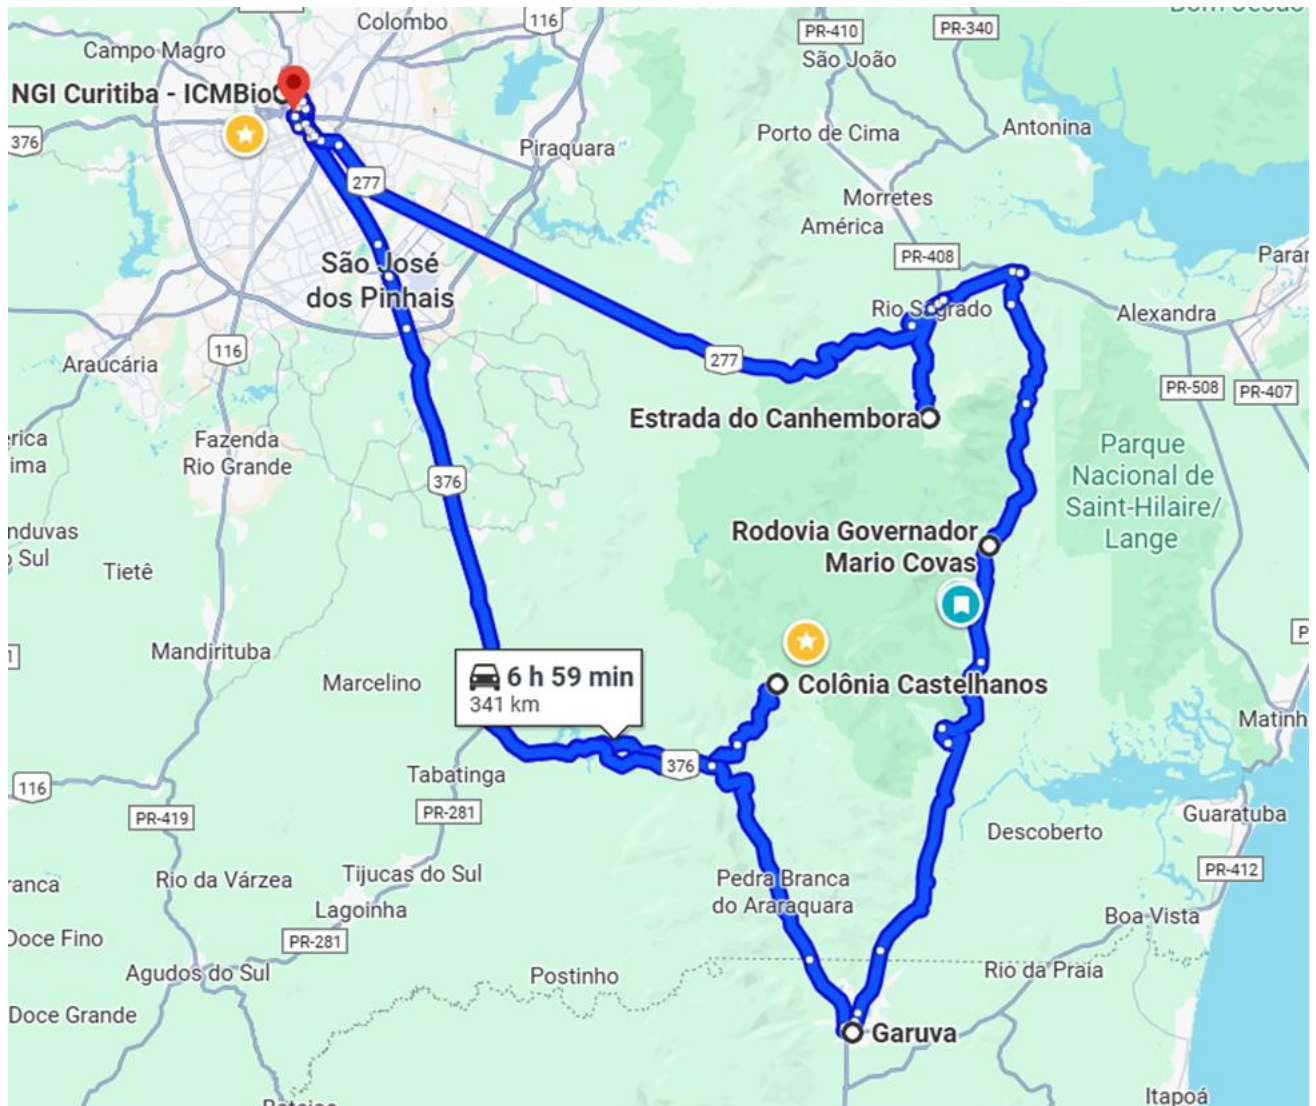 116
Colombo
Campo Magro
PR-410
PR-340
São João
NGI Curitiba - ICMBio
376
Piraquara
Porto de Cima
Antonina
277
Morretes
América
São José
dos Pinhais
PR-408
Rio Sagrado
Alexandra
116
Araucária
277
PR-508
PR-407
Estrada do Canhembora
Fazenda
Rio Grande
376
Parque
Nacional de
Saint-Hilaire/
Lange
Rodovia Governador
Mario Covas
Tietê
Mandirituba
Marcelino
6 h 59 min
341 km
Colônia Castelhanos
Matinh
376
Tabatinga
116
PR-419
PR-281
Guaratuba
Descoberto
PR-412
Rio da Várzea
Tijucas do Sul
Pedra Branca
do Araraquara
Lagoinha
Boa Vista
Doce Fino
PR-281
Agudos do Sul
Postinho
Rio da Praia
Doce Grande
Garuva
Itapoá